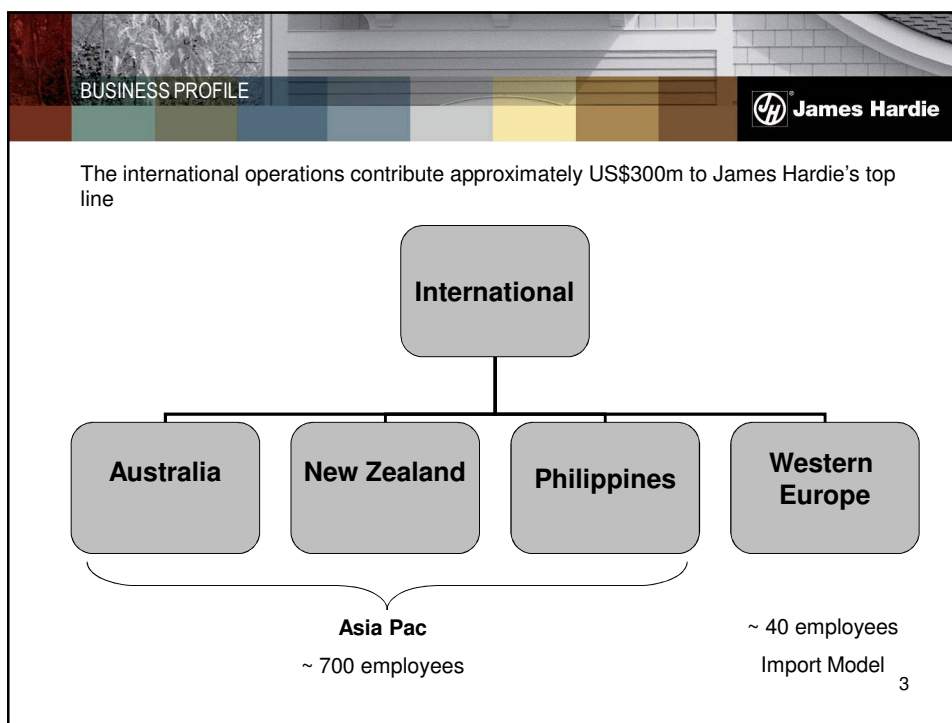 BUSINESS PROFILE
JH® James Hardie
The international operations contribute approximately US$300m to James Hardie's top
line
International
Australia
New Zealand
Philippines
Western
Europe
Asia Pac
~ 700 employees
~ 40 employees
Import Model
3